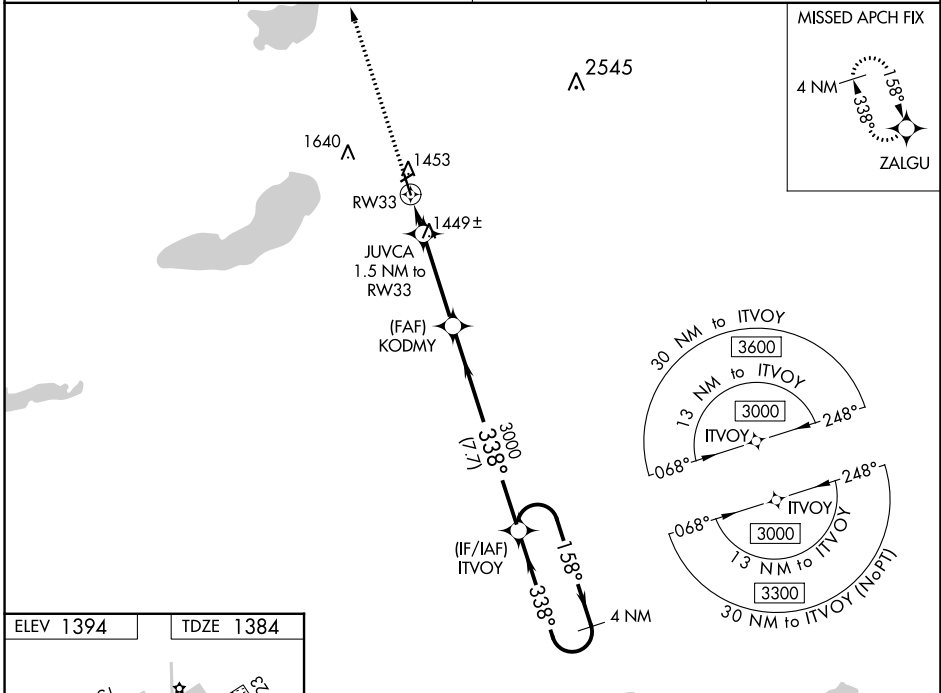 MISSED APCH FIX
4 NM
158°
338°
ZALGU
2545
1640
1453
RW33
1449±
JUVCA
1.5 NM to
RW33
(FAF)
KODMY
3000
338°
(7.7)
(IF/IAF)
ITVOY
158°
338°
4 NM
30 NM to ITVOY
3600
13 NM to ITVOY
3000
ITVOY
248°
068°
248°
068°
ITVOY
3000
13 NM to ITVOY
3300
30 NM to ITVOY (NoPT)
ELEV 1394
TDZE 1384
23